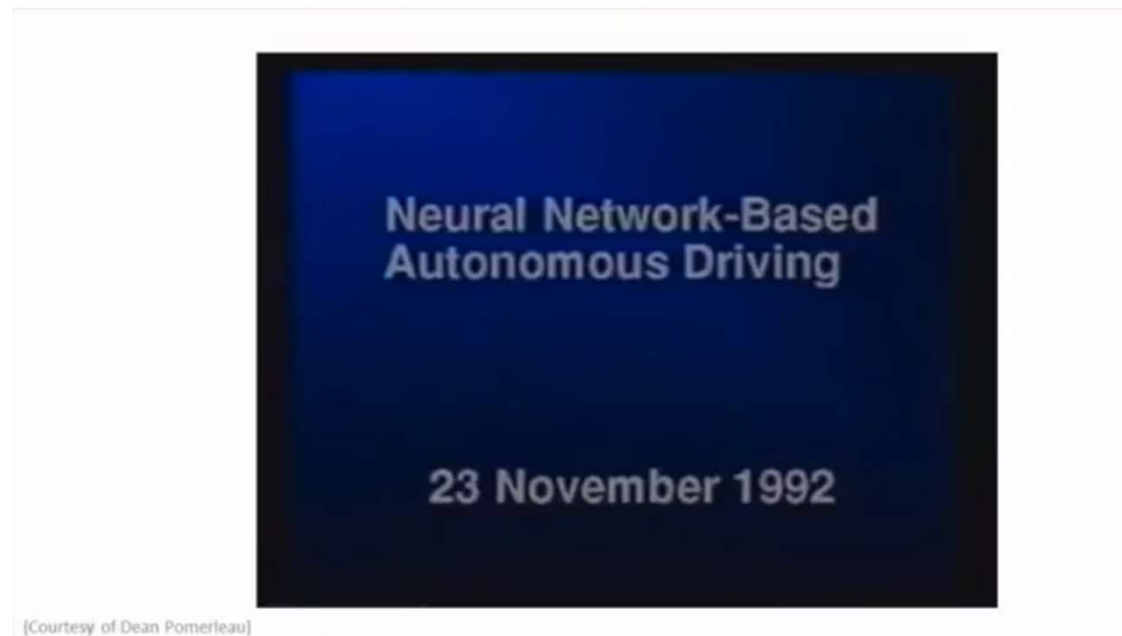 Neural Network-Based
Autonomous Driving
23 November 1992
[Courtesy of Dean Pomerleau]